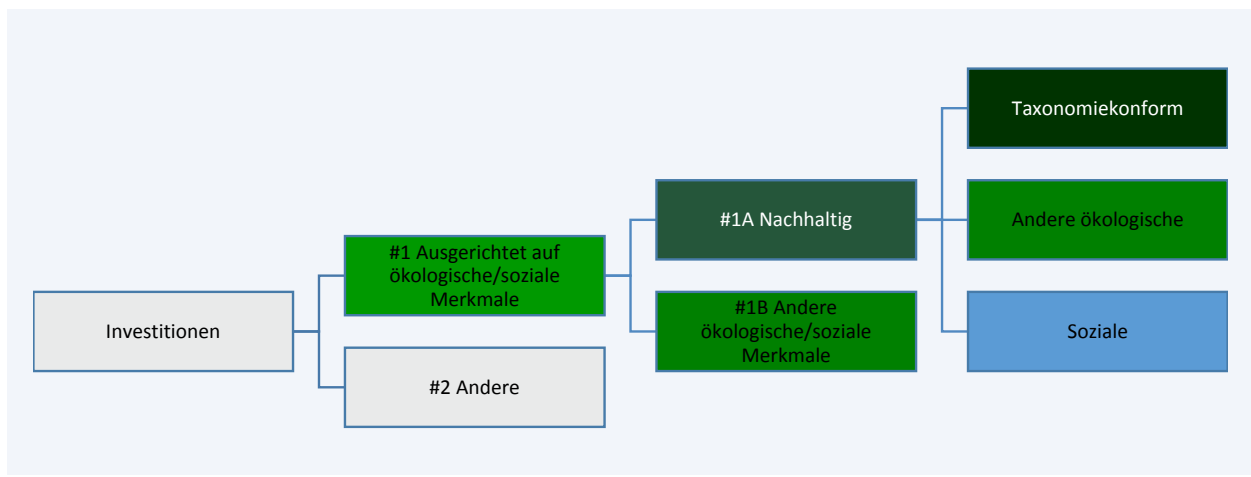 Investitionen
#1 Ausgerichtet auf
ökologische/soziale
Merkmale
#2 Andere
#1A Nachhaltig
#1B Andere
ökologische/soziale
Merkmale
Taxonomiekonform
Andere ökologische
Soziale